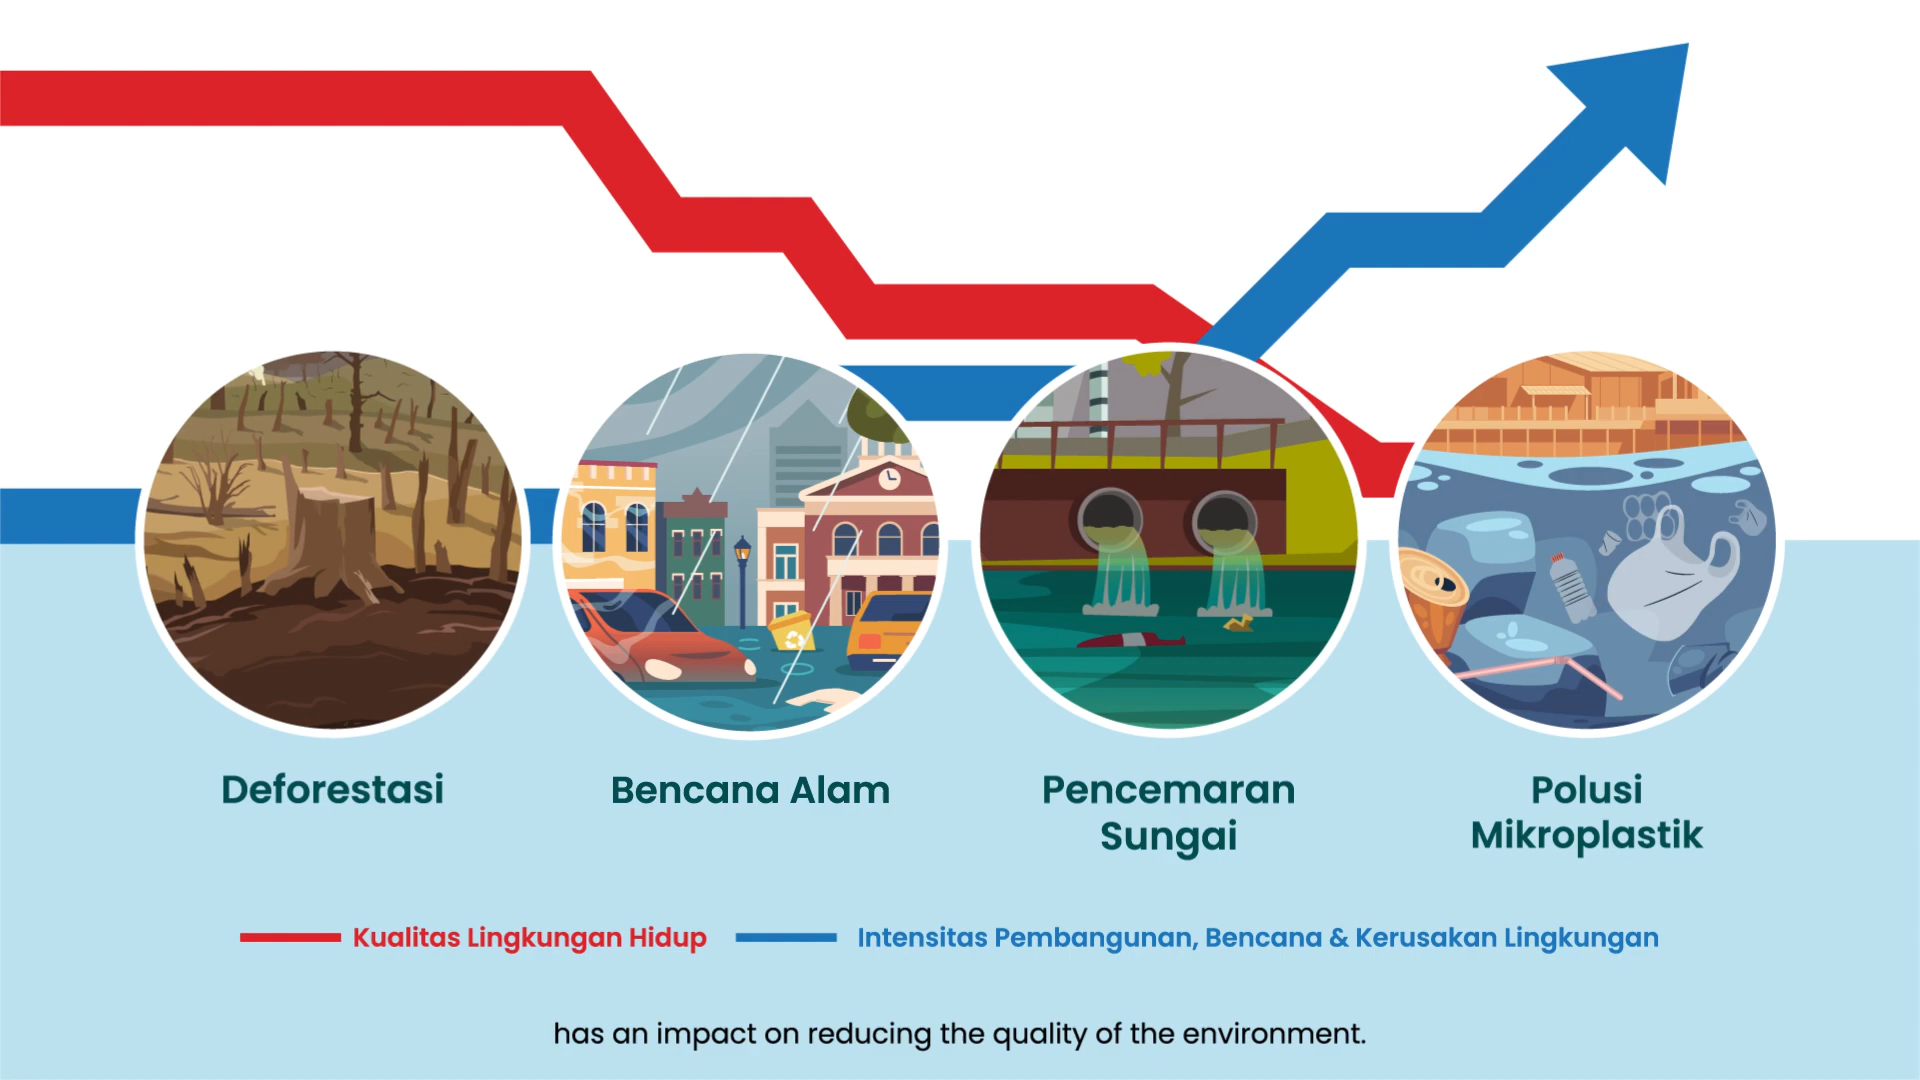 Deforestasi
Bencana Alam
Pencemaran
Sungai
Polusi
Mikroplastik
Kualitas Lingkungan Hidup
Intensitas Pembangunan, Bencana & Kerusakan Lingkungan
has an impact on reducing the quality of the environment.